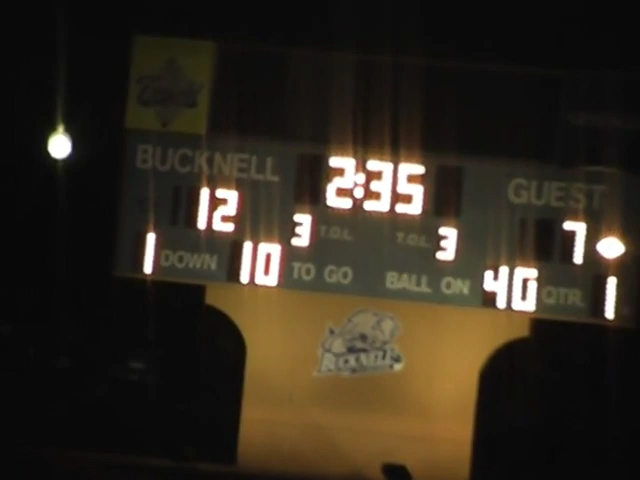 BUCKNELL 2:35 GUEST
12 3 T.O.L. T.O.L. 3 7
1 DOWN 10 TO GO BALL ON 40 QTR. 1
BUCKNELL